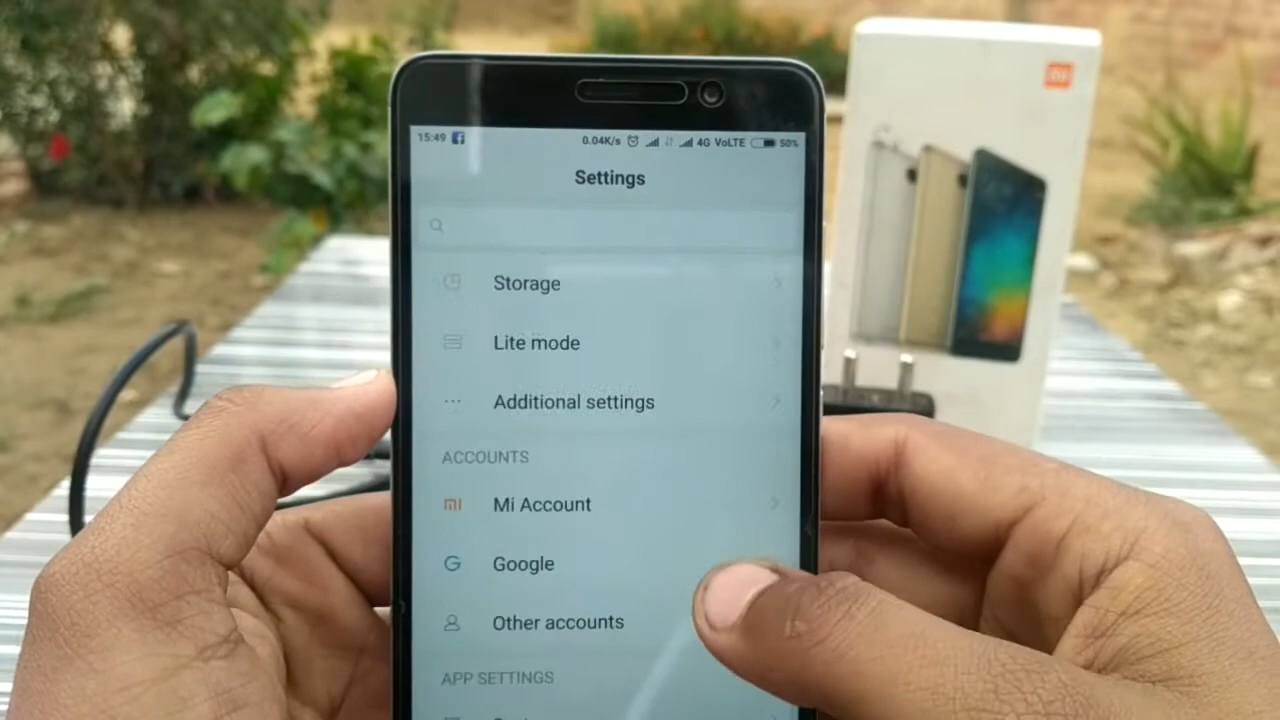 15:49 0.04K/s 4G VoLTE 50%
Settings
Storage
Lite mode
Additional settings
ACCOUNTS
Mi Account
Google
Other accounts
APP SETTINGS